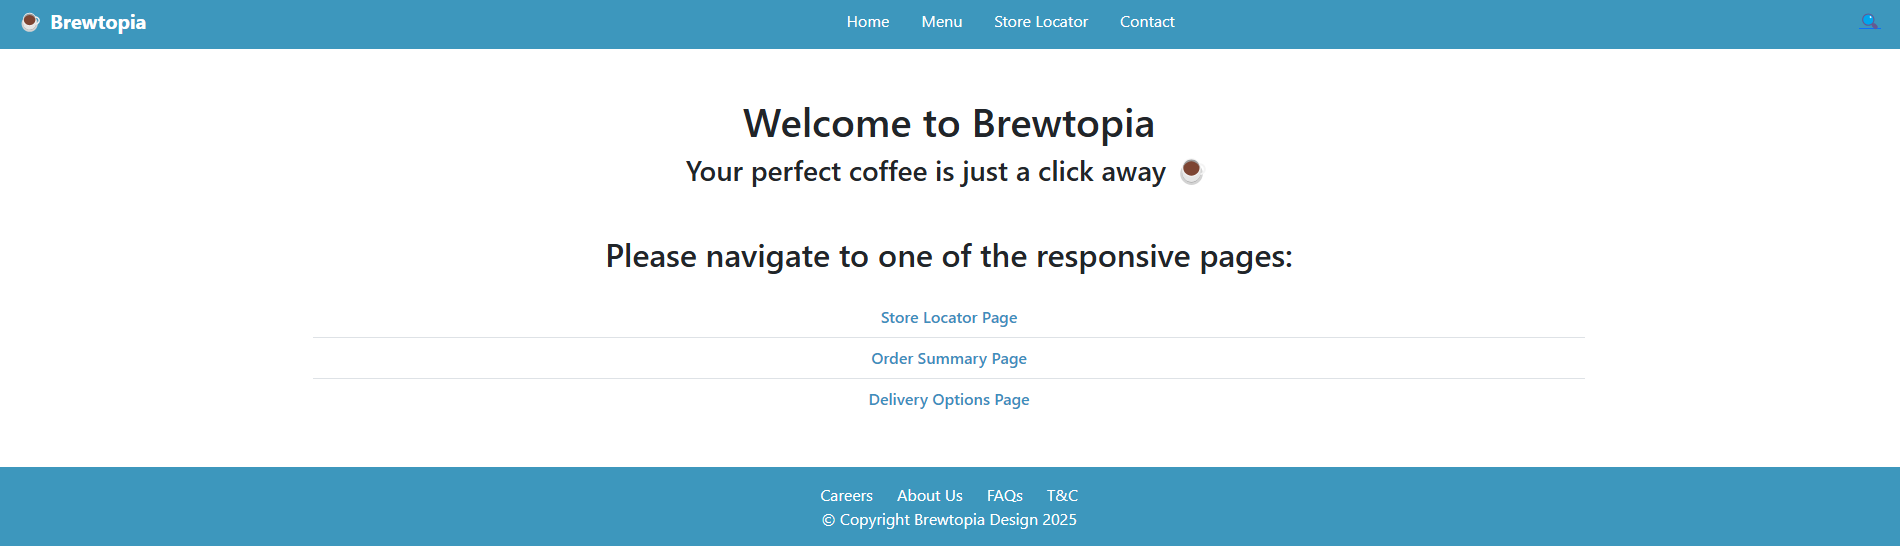 Brewtopia Home Menu Store Locator Contact
Welcome to Brewtopia
Your perfect coffee is just a click away
Please navigate to one of the responsive pages:
Store Locator Page
Order Summary Page
Delivery Options Page
Careers About Us FAQs T&C
© Copyright Brewtopia Design 2025